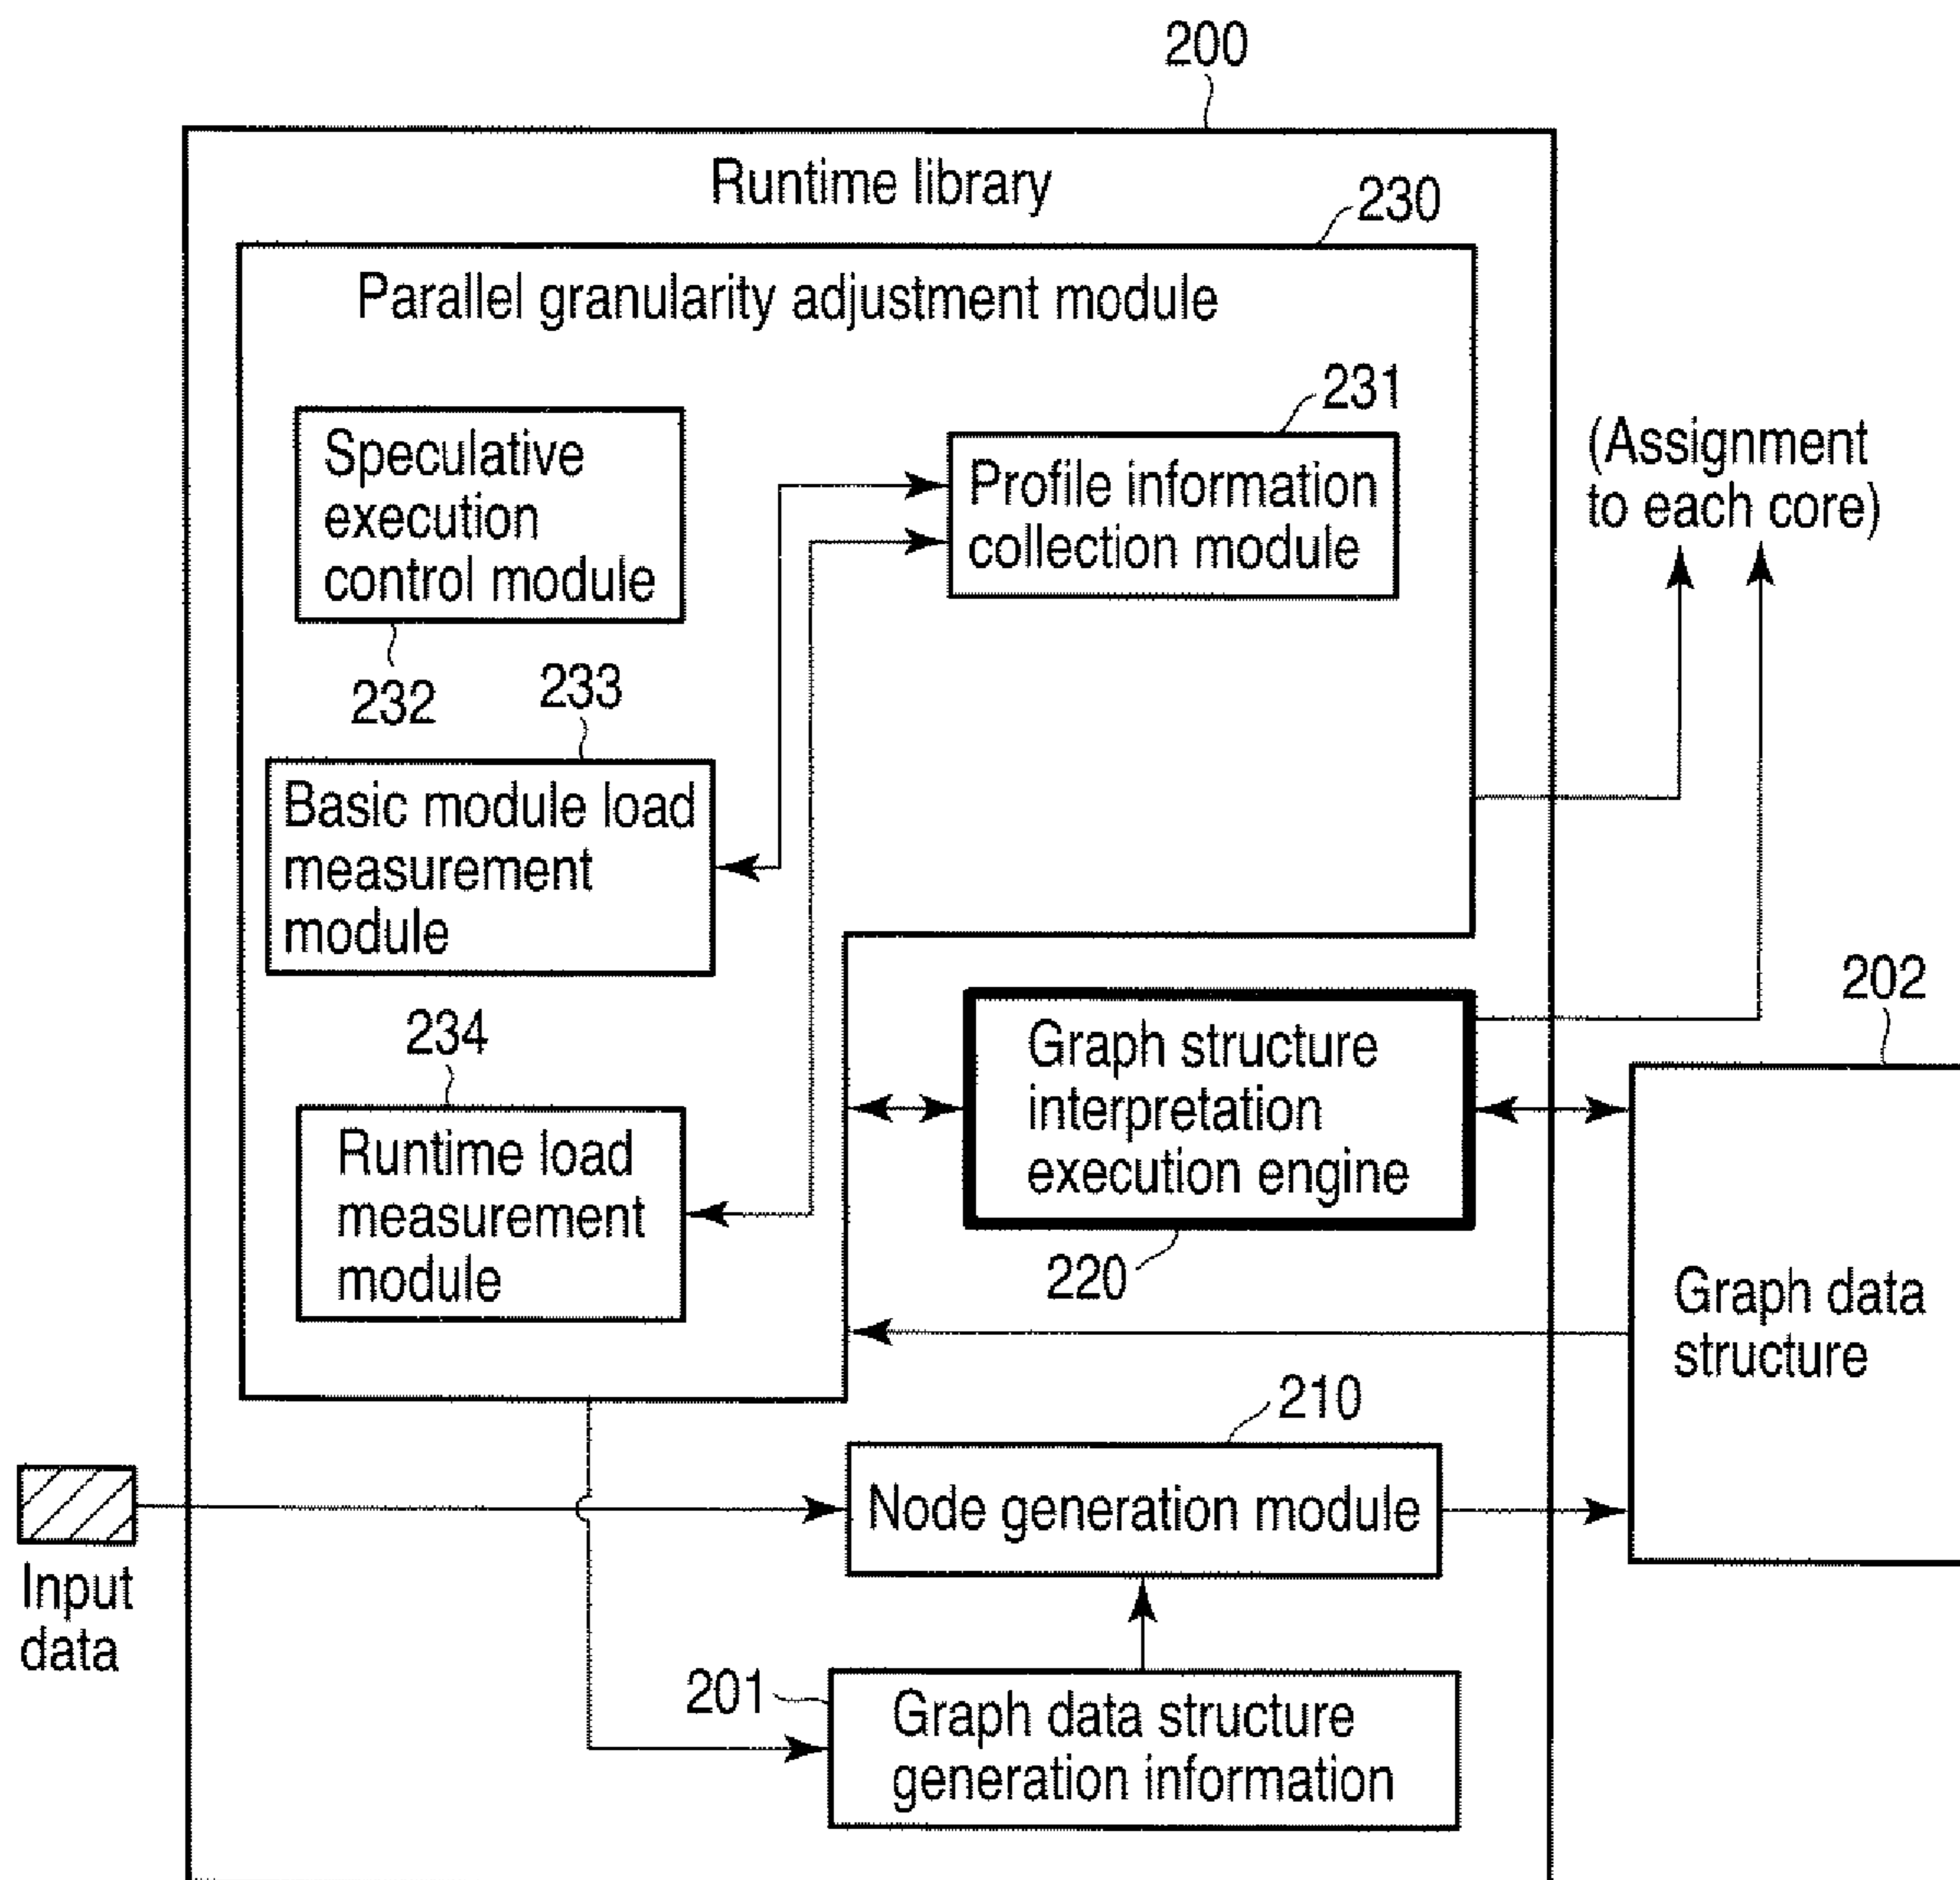 200
Runtime library
230
Parallel granularity adjustment module
231
Speculative
execution
control module
Profile information
collection module
(Assignment
to each core)
232
233
Basic module load
measurement
module
202
234
Graph structure
interpretation
execution engine
Runtime load
measurement
module
220
Graph data
structure
210
Node generation module
Input
data
201
Graph data structure
generation information